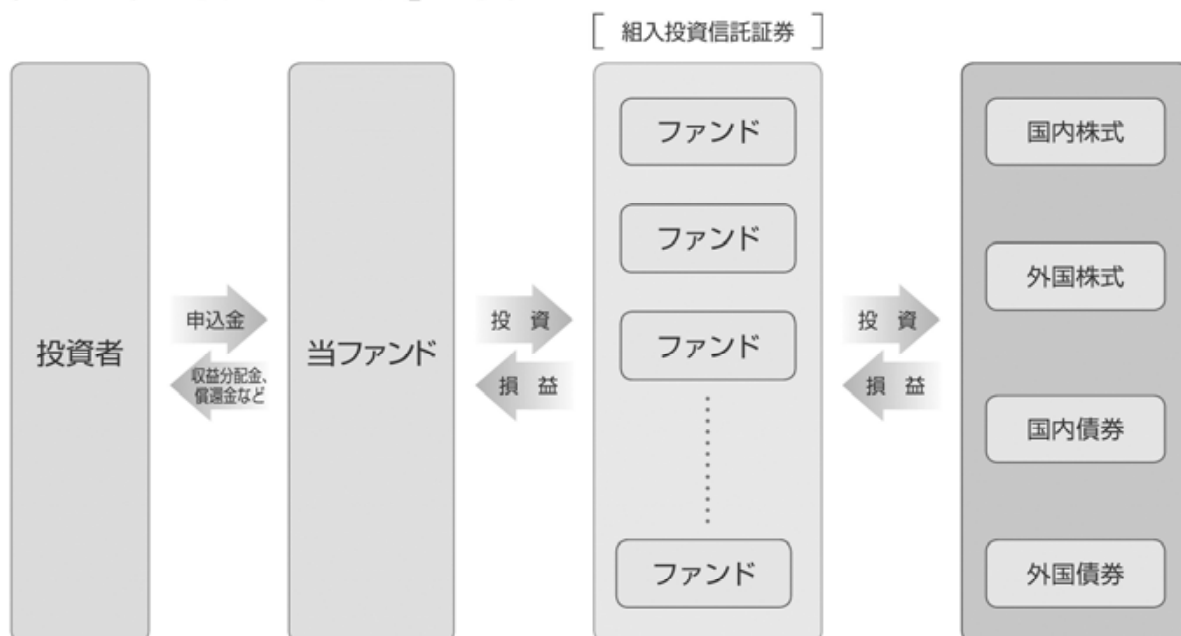 組入投資信託証券
投資者
申込金
収益分配金、
償還金など
当ファンド
投 資
損 益
ファンド
ファンド
ファンド
ファンド
投 資
損 益
国内株式
外国株式
国内債券
外国債券